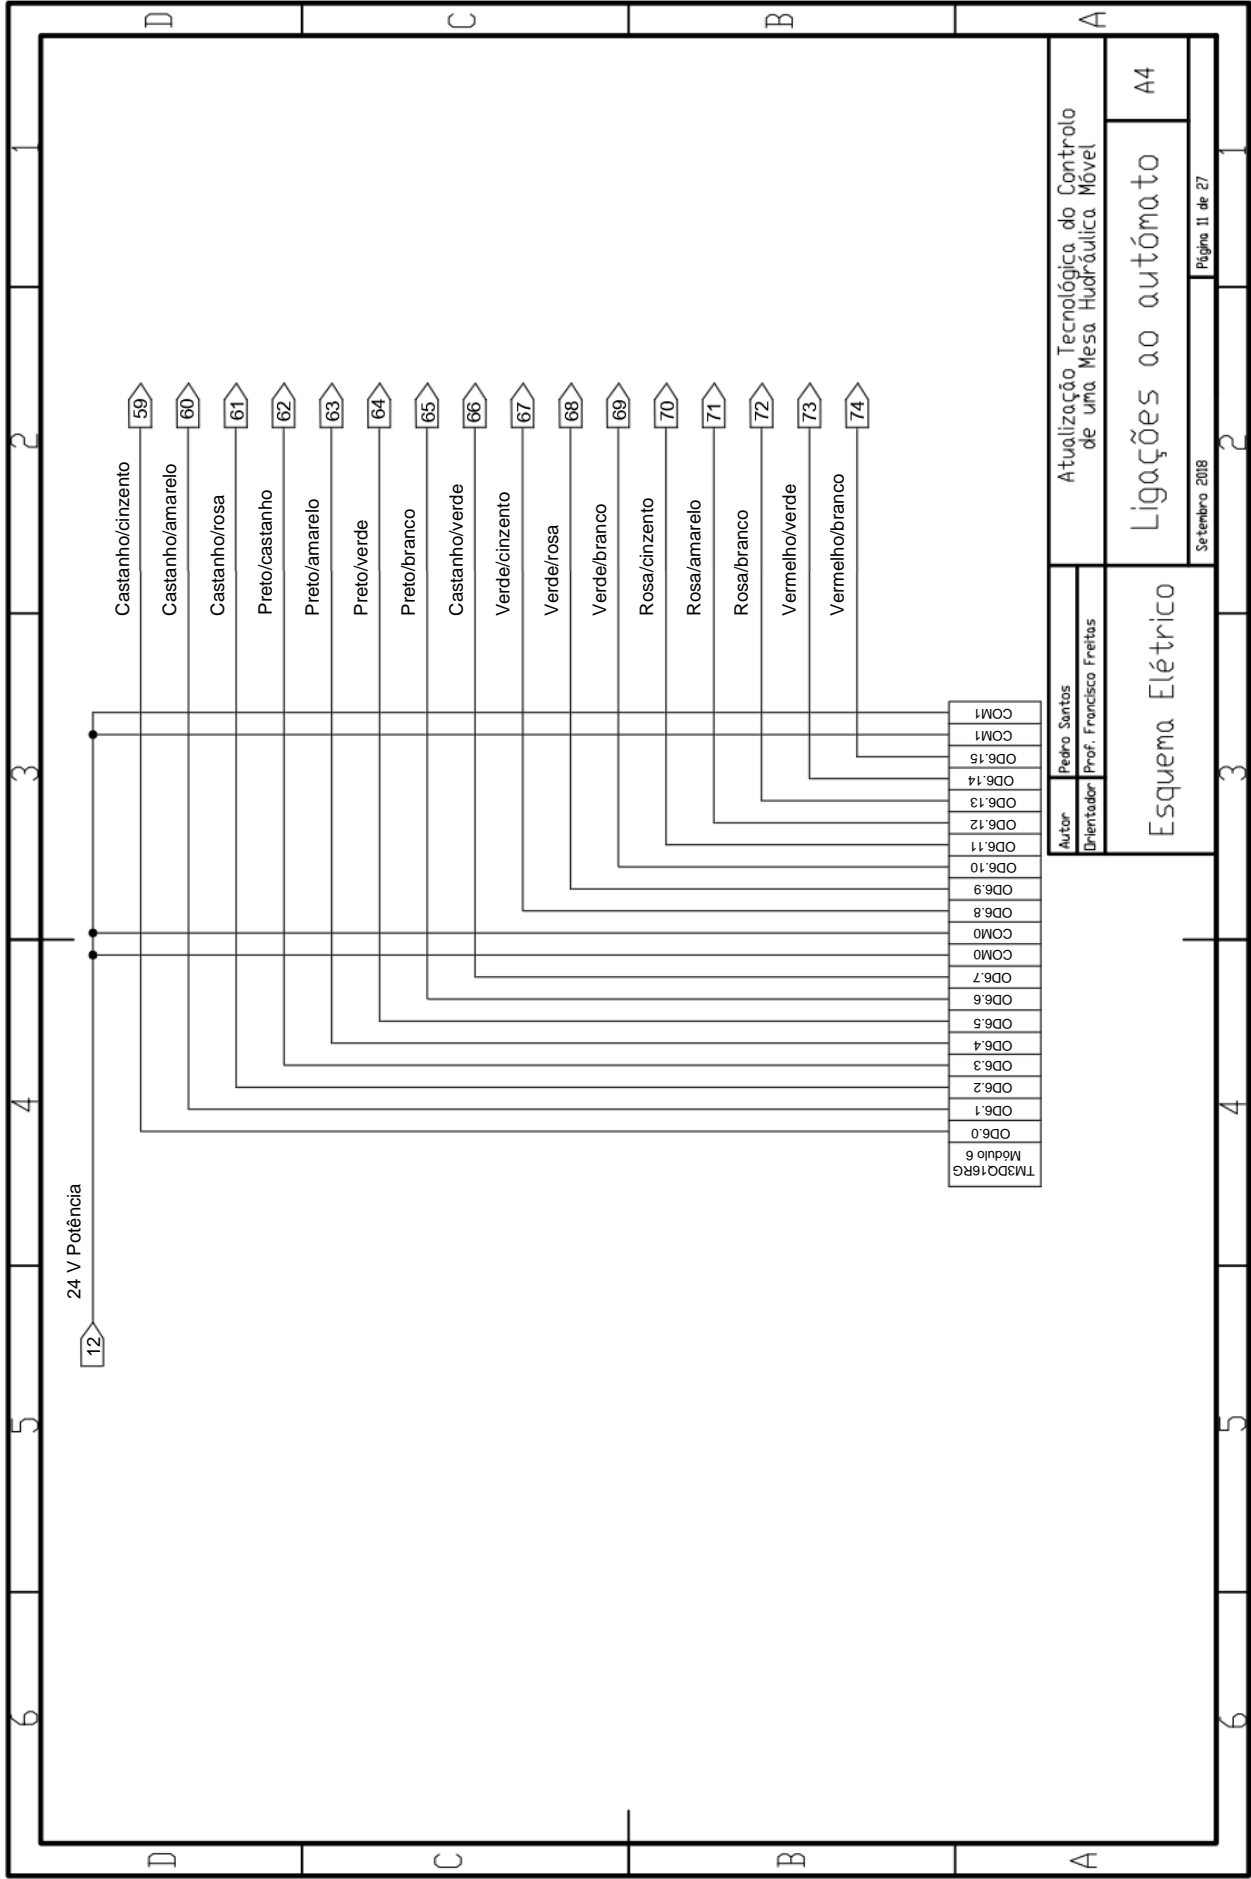 6
5
4
3
2
1
D
C
B
A
D
C
B
A
6
5
4
3
2
1
12
24 V Potência
Castanho/cinzento
59
Castanho/amarelo
60
Castanho/rosa
61
Preto/castanho
62
Preto/amarelo
63
Preto/verde
64
Preto/branco
65
Castanho/verde
66
Verde/cinzento
67
Verde/rosa
68
Verde/branco
69
Rosa/cinzento
70
Rosa/amarelo
71
Rosa/branco
72
Vermelho/verde
73
Vermelho/branco
74
TM3DQ16RG
Módulo 6
OD6.0
OD6.1
OD6.2
OD6.3
OD6.4
OD6.5
OD6.6
OD6.7
COM0
COM0
OD6.8
OD6.9
OD6.10
OD6.11
OD6.12
OD6.13
OD6.14
OD6.15
COM1
COM1
Autor
Pedro Santos
Orientador
Prof. Francisco Freitas
Atualização Tecnológica do Controlo
de uma Mesa Hudráulica Móvel
Esquema Elétrico
Ligações ao autómato
A4
Setembro 2018
Página 11 de 27